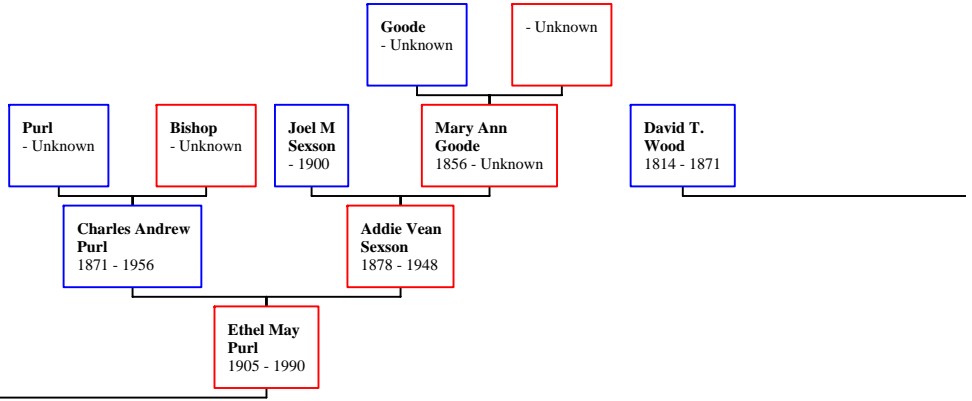 Goode
- Unknown
- Unknown
Purl
- Unknown
Bishop
- Unknown
Joel M
Sexson
- 1900
Mary Ann
Goode
1856 - Unknown
David T.
Wood
1814 - 1871
Charles Andrew
Purl
1871 - 1956
Addie Vean
Sexson
1878 - 1948
Ethel May
Purl
1905 - 1990